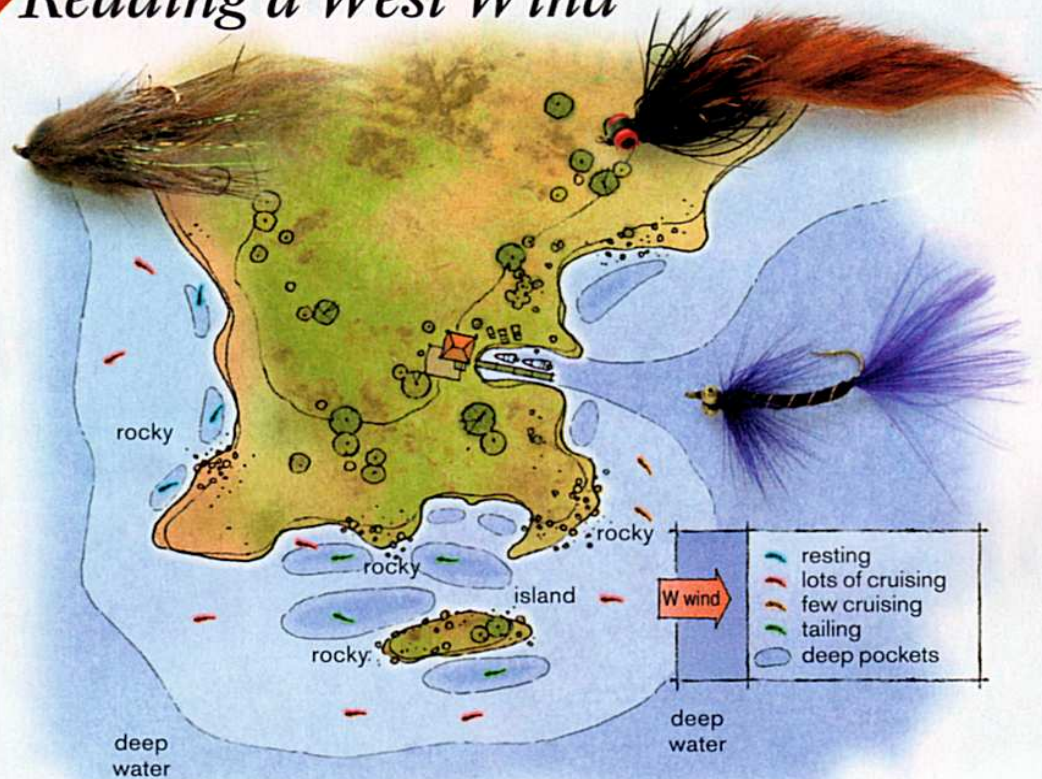 Reading a West Wind
rocky
rocky
rocky
island
W wind
resting
lots of cruising
few cruising
tailing
deep pockets
rocky
deep
water
deep
water